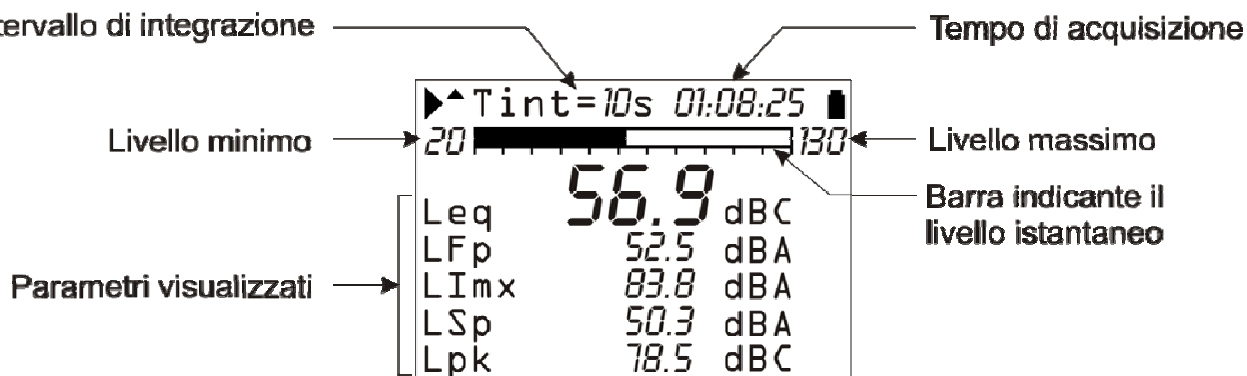 tervallo di integrazione
Tempo di acquisizione
Tint=10s 01:08:25
Livello minimo
20
130
Livello massimo
Barra indicante il
livello istantaneo
Leq 56.9 dBC
LFp 52.5 dBA
Parametri visualizzati
LImx 83.8 dBA
LSp 50.3 dBA
Lpk 78.5 dBC